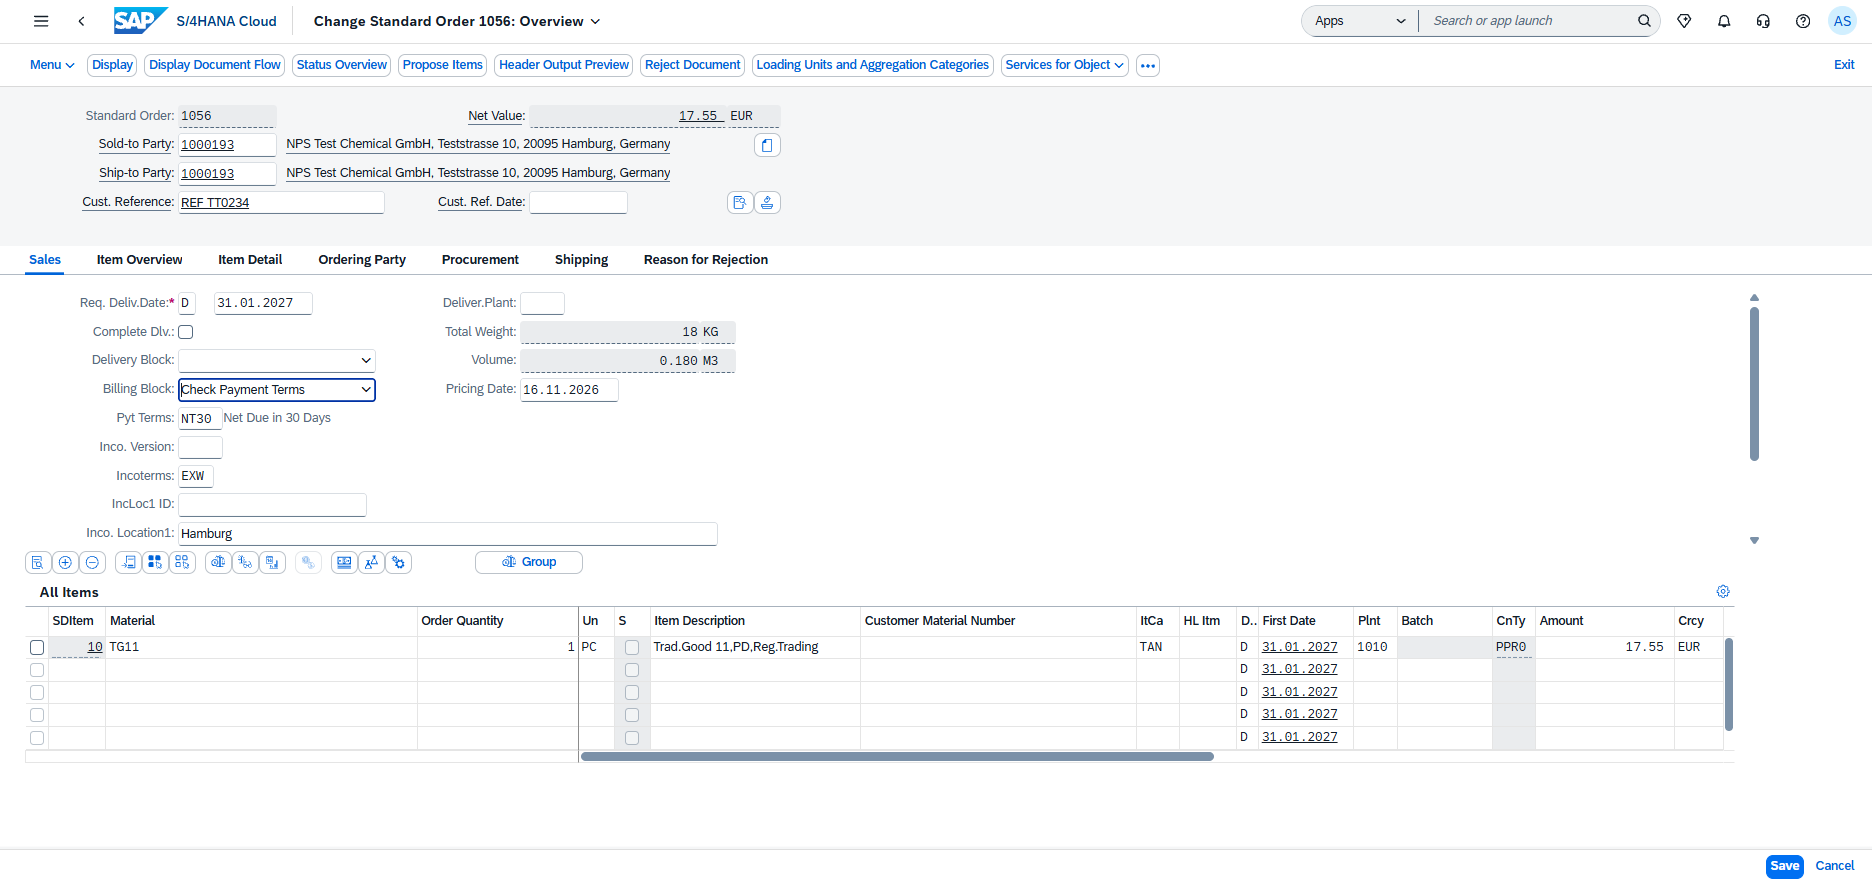 SAP S/4HANA Cloud Change Standard Order 1056: Overview Apps Search or app launch AS
Menu Display Display Document Flow Status Overview Propose Items Header Output Preview Reject Document Loading Units and Aggregation Categories Services for Object Exit
Standard Order: 1056 Net Value: 17.55 EUR
Sold-to Party: 1000193 NPS Test Chemical GmbH, Teststrasse 10, 20095 Hamburg, Germany
Ship-to Party: 1000193 NPS Test Chemical GmbH, Teststrasse 10, 20095 Hamburg, Germany
Cust. Reference: REF TT0234 Cust. Ref. Date:
Sales Item Overview Item Detail Ordering Party Procurement Shipping Reason for Rejection
Req. Deliv.Date:* D 31.01.2027 Deliver.Plant:
Complete Dlv.: Total Weight: 18 KG
Delivery Block: Volume: 0.180 M3
Billing Block: Check Payment Terms Pricing Date: 16.11.2026
Pyt Terms: NT30 Net Due in 30 Days
Inco. Version:
Incoterms: EXW
IncLoc1 ID:
Inco. Location1: Hamburg
Group
All Items
SDItem Material Order Quantity Un S Item Description Customer Material Number ItCa HL Itm D.. First Date Plnt Batch CnTy Amount Crcy
10 TG11 1 PC Trad.Good 11,PD,Reg.Trading TAN D 31.01.2027 1010 PPR0 17.55 EUR
D 31.01.2027
D 31.01.2027
D 31.01.2027
D 31.01.2027
Save Cancel